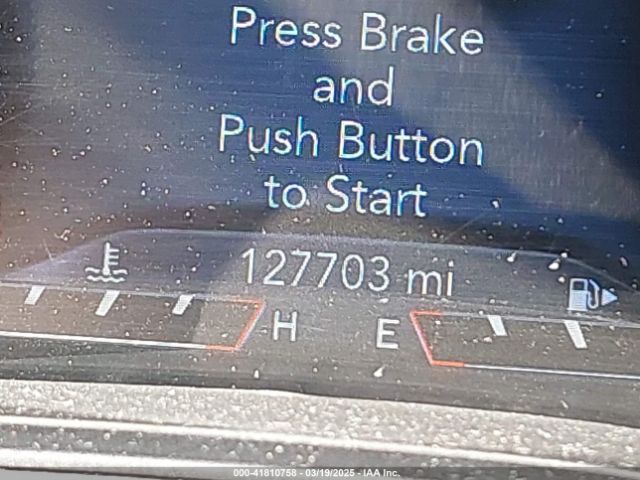 Press Brake
and
Push Button
to Start
127703 mi
H E
000-41810758 - 03/19/2025 - IAA Inc.